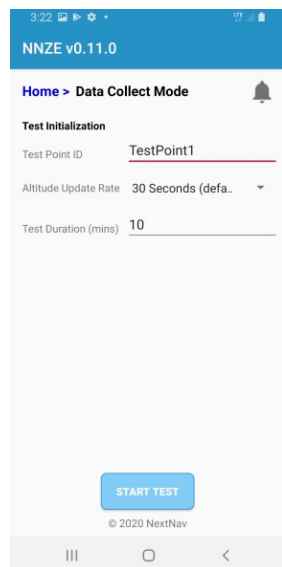 3:22
LTE
NNZE v0.11.0
Home > Data Collect Mode
Test Initialization
Test Point ID TestPoint1
Altitude Update Rate 30 Seconds (defa..
Test Duration (mins) 10
START TEST
© 2020 NextNav